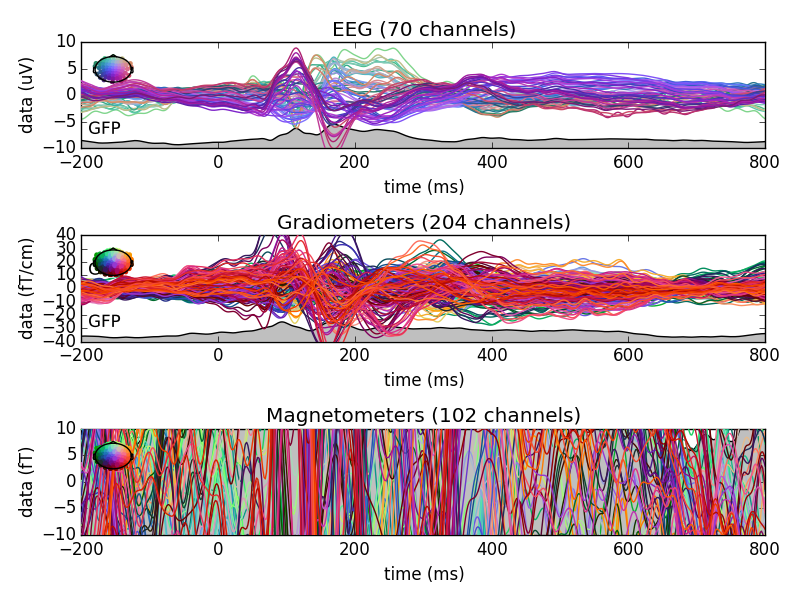 EEG (70 channels)
10
5
0
−5
−10
data (uV)
GFP
−200 0 200 400 600 800
time (ms)
Gradiometers (204 channels)
40
30
20
10
0
−10
−20
−30
−40
data (fT/cm)
G
GFP
−200 0 200 400 600 800
time (ms)
Magnetometers (102 channels)
10
5
0
−5
−10
data (fT)
−200 0 200 400 600 800
time (ms)